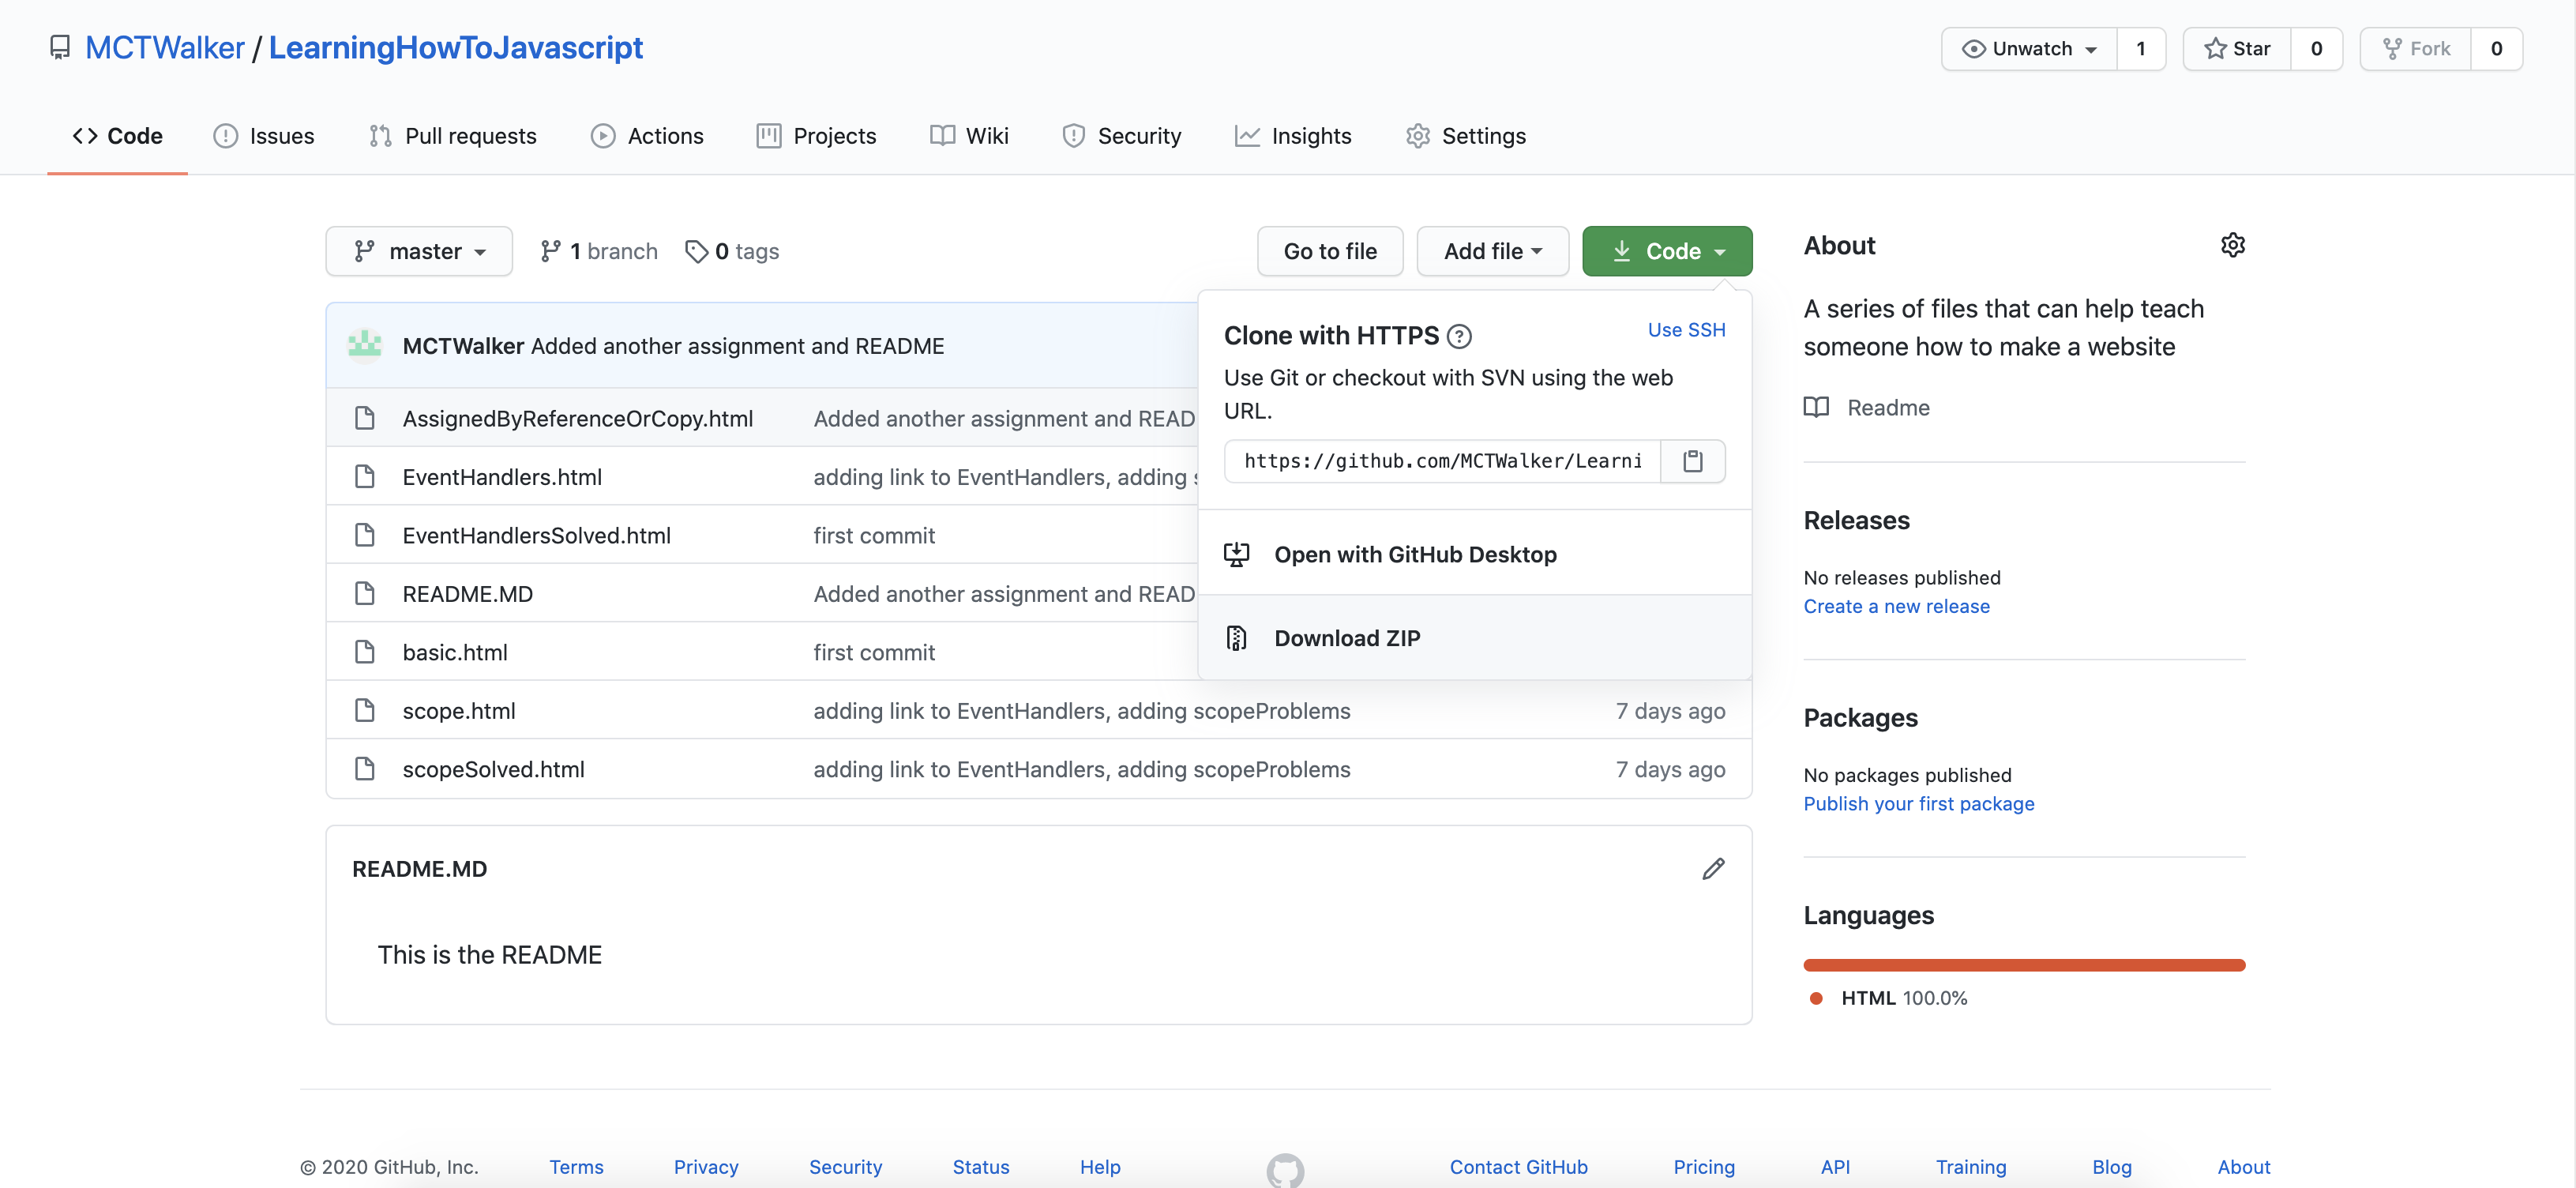 MCTWalker / LearningHowToJavascript
Unwatch 1 Star 0 Fork 0
Code Issues Pull requests Actions Projects Wiki Security Insights Settings
master 1 branch 0 tags Go to file Add file Code
MCTWalker Added another assignment and README
AssignedByReferenceOrCopy.html Added another assignment and READ
EventHandlers.html adding link to EventHandlers, adding
EventHandlersSolved.html first commit
README.MD Added another assignment and READ
basic.html first commit
scope.html adding link to EventHandlers, adding scopeProblems 7 days ago
scopeSolved.html adding link to EventHandlers, adding scopeProblems 7 days ago
Clone with HTTPS ? Use SSH
Use Git or checkout with SVN using the web
URL.
https://github.com/MCTWalker/Learni
Open with GitHub Desktop
Download ZIP
README.MD
This is the README
About
A series of files that can help teach
someone how to make a website
Readme
Releases
No releases published
Create a new release
Packages
No packages published
Publish your first package
Languages
HTML 100.0%
© 2020 GitHub, Inc. Terms Privacy Security Status Help Contact GitHub Pricing API Training Blog About